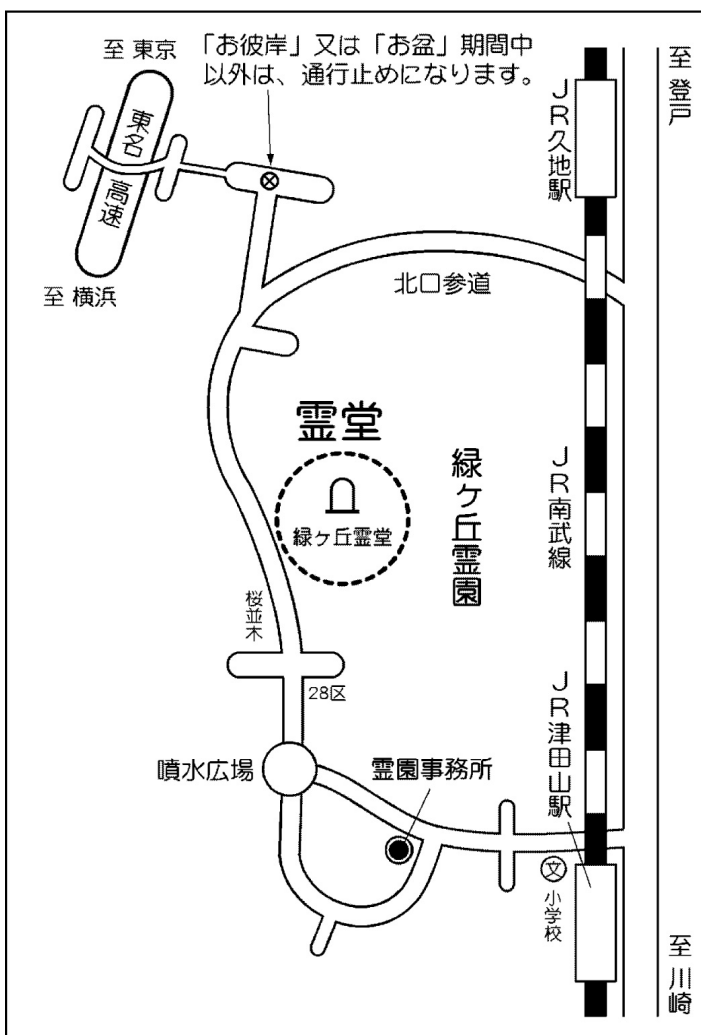 至 東京
「お彼岸」又は「お盆」期間中
以外は、通行止めになります。
至 登戸
東名 高速
JR久地駅
至 横浜
北口参道
霊堂
緑ヶ丘霊堂
緑ヶ丘霊園
JR南武線
桜並木
28区
JR津田山駅
噴水広場
霊園事務所
文
小学校
至 川崎